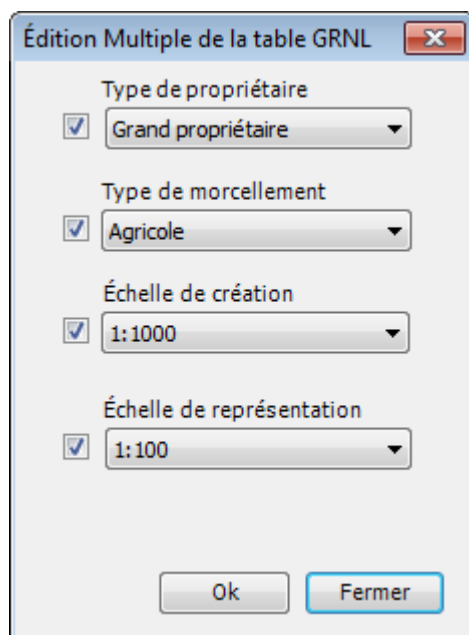 Édition Multiple de la table GRNL
Type de propriétaire
Grand propriétaire
Type de morcellement
Agricole
Échelle de création
1:1000
Échelle de représentation
1:100
Ok Fermer